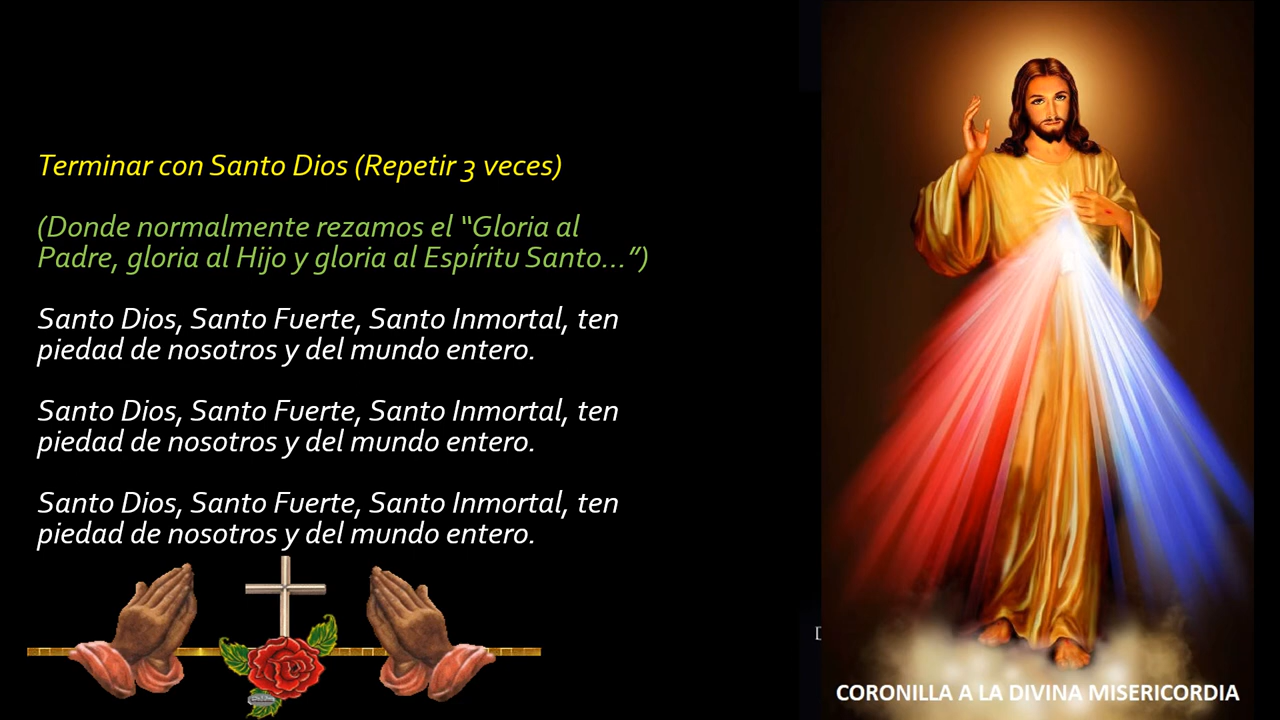 Terminar con Santo Dios (Repetir 3 veces)
(Donde normalmente rezamos el “Gloria al
Padre, gloria al Hijo y gloria al Espíritu Santo...”)
Santo Dios, Santo Fuerte, Santo Inmortal, ten
piedad de nosotros y del mundo entero.
Santo Dios, Santo Fuerte, Santo Inmortal, ten
piedad de nosotros y del mundo entero.
Santo Dios, Santo Fuerte, Santo Inmortal, ten
piedad de nosotros y del mundo entero.
CORONILLA A LA DIVINA MISERICORDIA